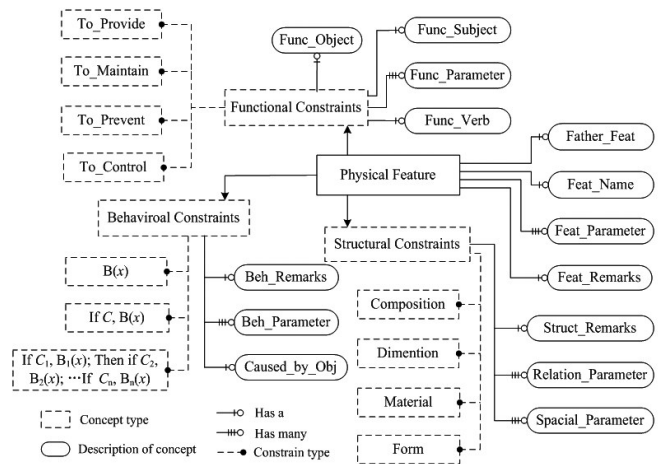 To_Provide
To_Maintain
To_Prevent
To_Control
Func_Object
Functional Constraints
Func_Subject
Func_Parameter
Func_Verb
Physical Feature
Father_Feat
Feat_Name
Feat_Parameter
Feat_Remarks
Behaviroal Constraints
B(x)
If C, B(x)
If C1, B1(x); Then if C2,
B2(x); ⋯If Cn, Bn(x)
Beh_Remarks
Beh_Parameter
Caused_by_Obj
Structural Constraints
Composition
Dimention
Material
Form
Struct_Remarks
Relation_Parameter
Spacial_Parameter
Concept type
Description of concept
Has a
Has many
Constrain type